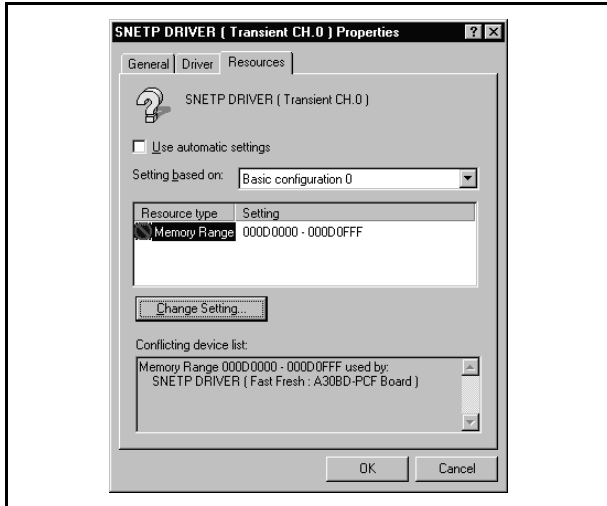 SNETP DRIVER ( Transient CH.0 ) Properties
General Driver Resources
SNETP DRIVER ( Transient CH.0 )
Use automatic settings
Setting based on: Basic configuration 0
Resource type Setting
Memory Range 000D0000 - 000D0FFF
Change Setting...
Conflicting device list:
Memory Range 000D0000 - 000D0FFF used by:
SNETP DRIVER ( Fast Fresh : A30BD-PCF Board )
OK Cancel